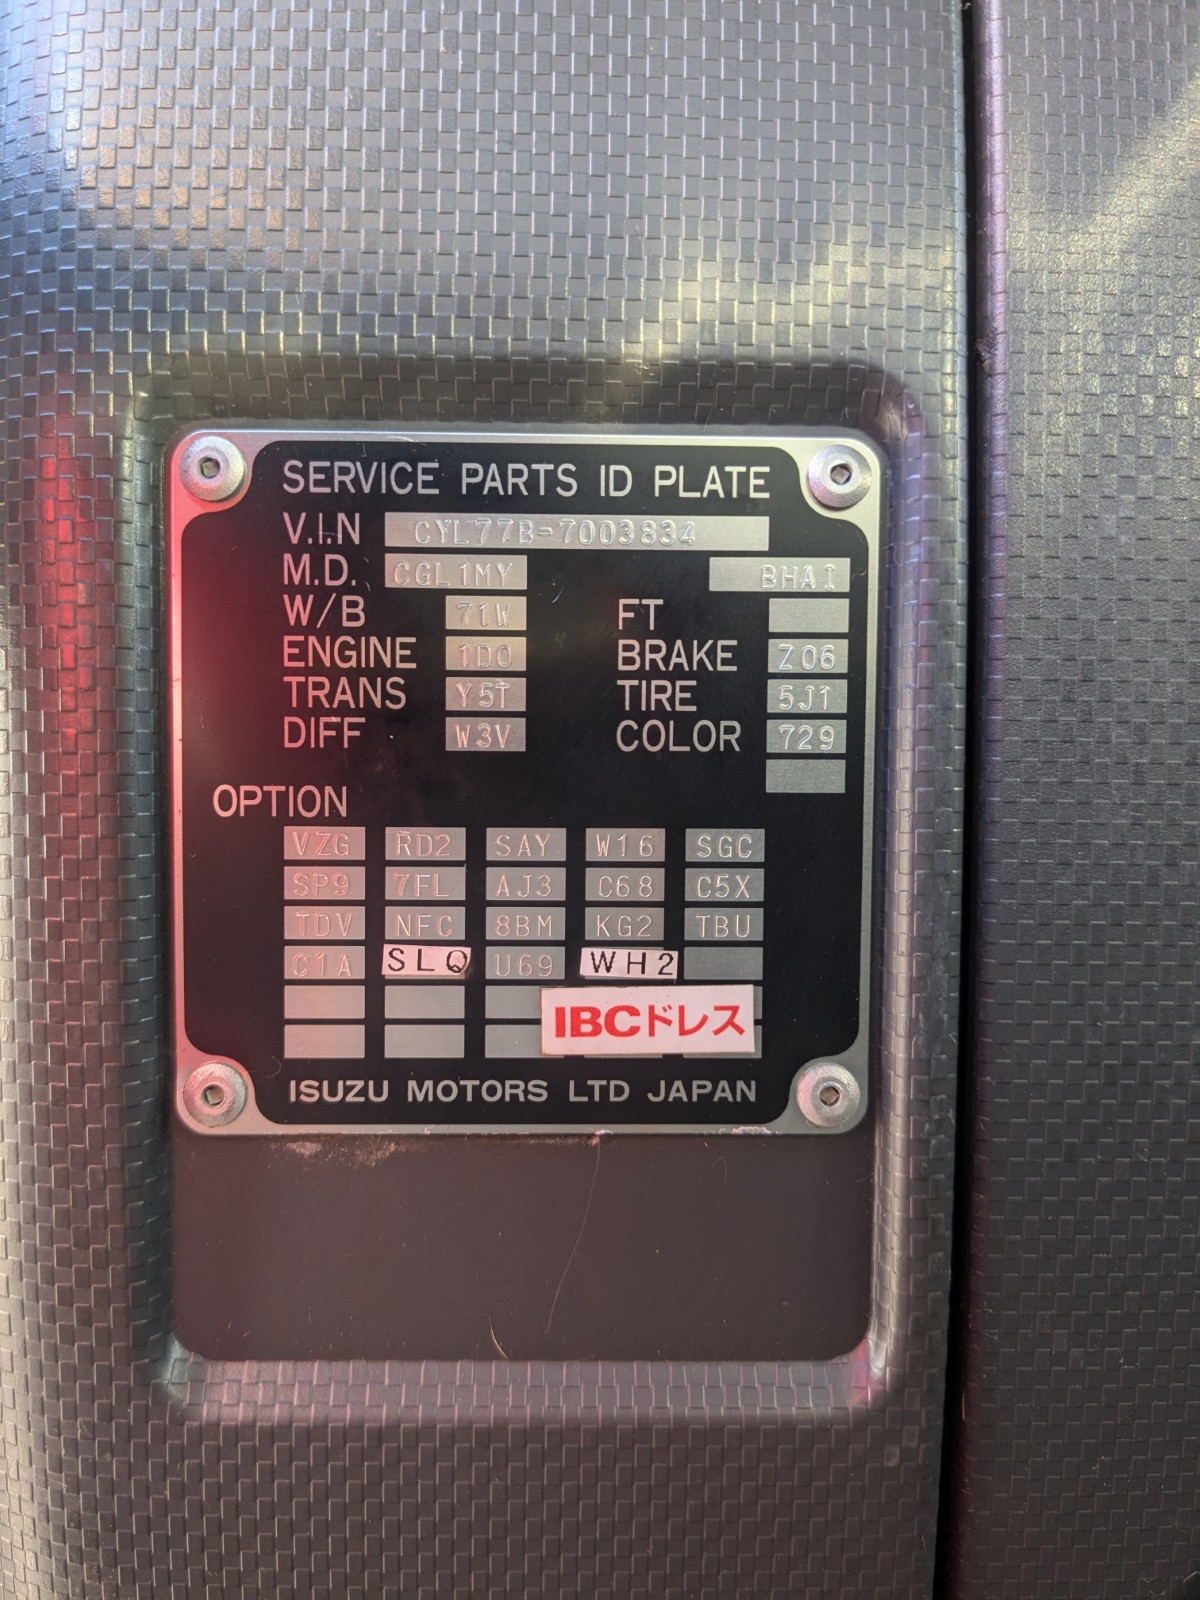 SERVICE PARTS ID PLATE
V.I.N CYL77B-7003834
M.D. CGL1MY BHAI
W/B 71W FT
ENGINE 1D0 BRAKE Z06
TRANS Y5T TIRE 5J1
DIFF W3V COLOR 729
OPTION
VZG RD2 SAY W16 SGC
SP9 7FL AJ3 C68 C5X
TDV NFC 8BM KG2 TBU
C1A SLQ U69 WH2
IBCドレス
ISUZU MOTORS LTD JAPAN